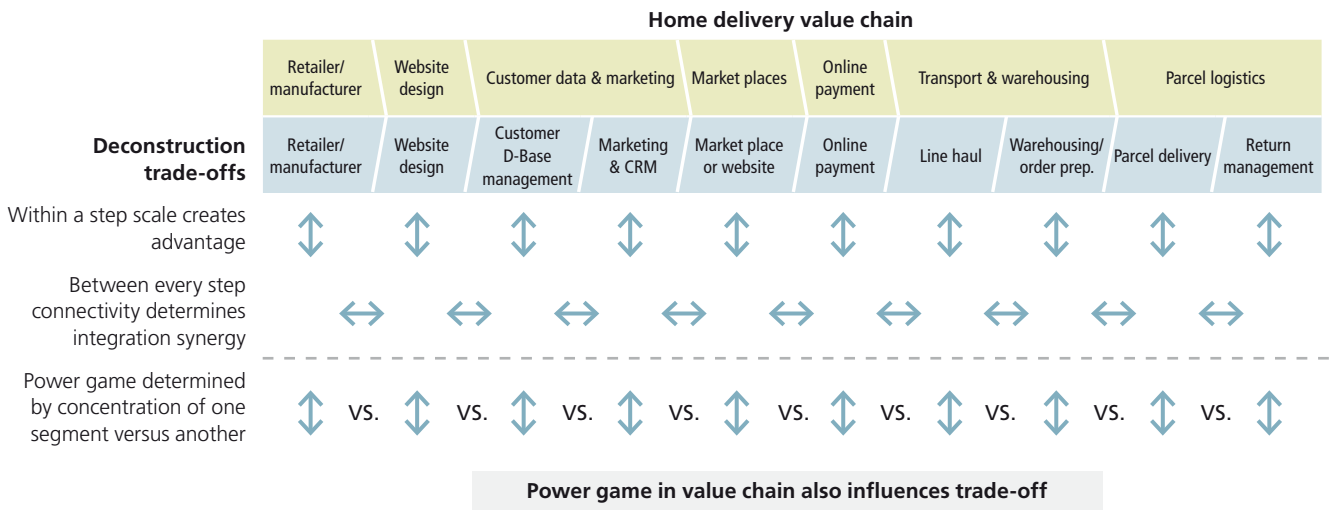 Home delivery value chain
Retailer/
manufacturer
Website
design
Customer data & marketing
Market places
Online
payment
Transport & warehousing
Parcel logistics
Deconstruction
trade-offs
Retailer/
manufacturer
Website
design
Customer
D-Base
management
Marketing
& CRM
Market place
or website
Online
payment
Line haul
Warehousing/
order prep.
Parcel delivery
Return
management
Within a step scale creates
advantage
Between every step
connectivity determines
integration synergy
Power game determined
by concentration of one
segment versus another
vs. vs. vs. vs. vs. vs. vs. vs. vs.
Power game in value chain also influences trade-off